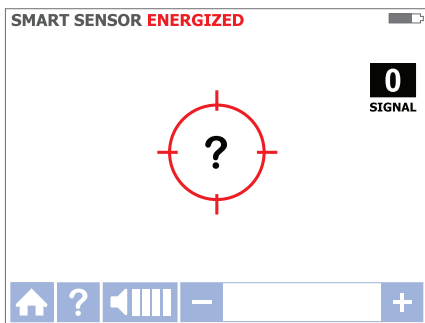 SMART SENSOR ENERGIZED
0
SIGNAL
?
?
− +